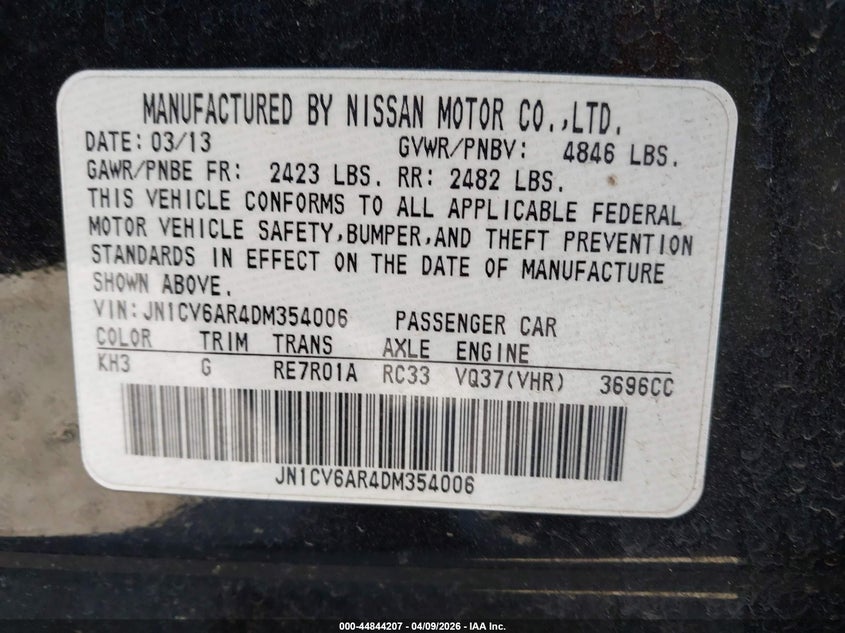 MANUFACTURED BY NISSAN MOTOR CO.,LTD.
DATE: 03/13 GVWR/PNBV: 4846 LBS.
GAWR/PNBE FR: 2423 LBS. RR: 2482 LBS.
THIS VEHICLE CONFORMS TO ALL APPLICABLE FEDERAL
MOTOR VEHICLE SAFETY,BUMPER,AND THEFT PREVENTION
STANDARDS IN EFFECT ON THE DATE OF MANUFACTURE
SHOWN ABOVE.
VIN:JN1CV6AR4DM354006 PASSENGER CAR
COLOR TRIM TRANS AXLE ENGINE
KH3 G RE7R01A RC33 VQ37(VHR) 3696CC
JN1CV6AR4DM354006
000-44844207 - 04/09/2026 - IAA Inc.